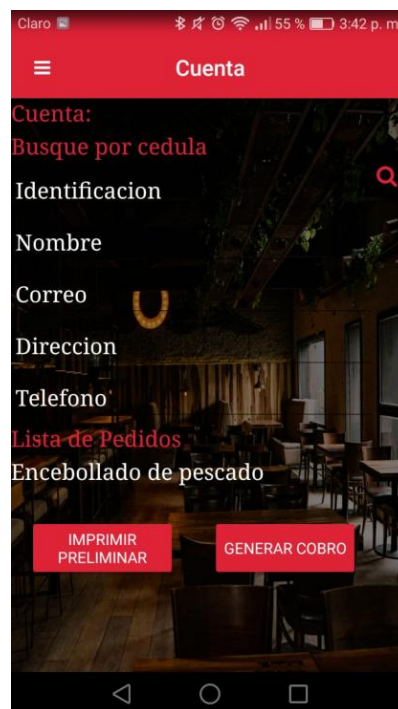 Claro 55 % 3:42 p. m
Cuenta
Cuenta:
Busque por cedula
Identificacion
Nombre
Correo
Direccion
Telefono
Lista de Pedidos
Encebollado de pescado
IMPRIMIR
PRELIMINAR
GENERAR COBRO